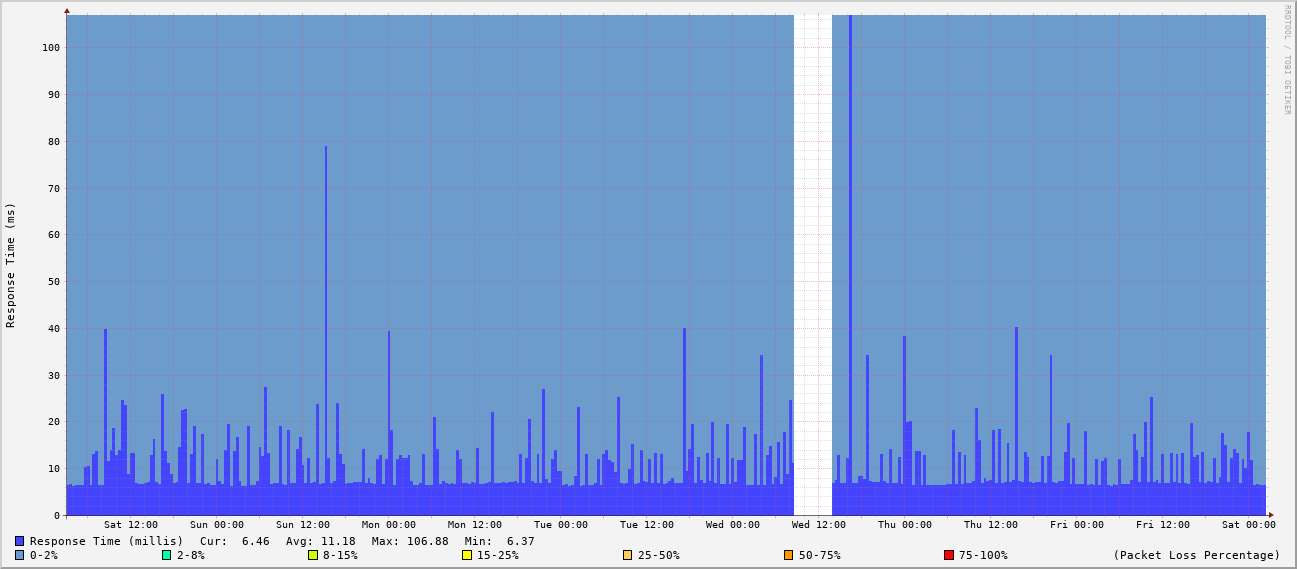 RRDTOOL / TOBI OETIKER
Response Time (ms)
100
90
80
70
60
50
40
30
20
10
0
Sat 12:00 Sun 00:00 Sun 12:00 Mon 00:00 Mon 12:00 Tue 00:00 Tue 12:00 Wed 00:00 Wed 12:00 Thu 00:00 Thu 12:00 Fri 00:00 Fri 12:00 Sat 00:00
Response Time (millis) Cur: 6.46 Avg: 11.18 Max: 106.88 Min: 6.37
0-2% 2-8% 8-15% 15-25% 25-50% 50-75% 75-100% (Packet Loss Percentage)